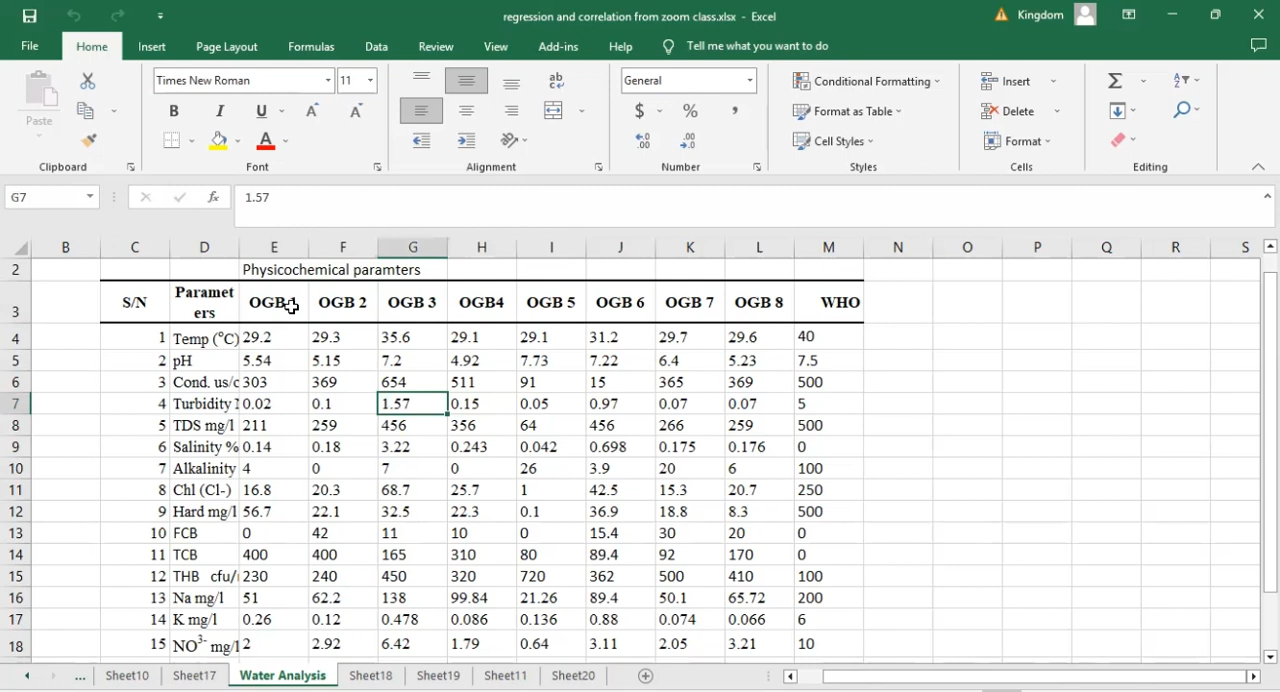 regression and correlation from zoom class.xlsx - Excel
Kingdom
File Home Insert Page Layout Formulas Data Review View Add-ins Help Tell me what you want to do
Times New Roman 11 General Conditional Formatting Insert
Paste B I U A A $ % , Format as Table Delete
A Cell Styles Format
Clipboard Font Alignment Number Styles Cells Editing
G7 fx 1.57
B C D E F G H I J K L M N O P Q R S
2 Physicochemical paramters
3 S/N Paramet ers OGB 1 OGB 2 OGB 3 OGB4 OGB 5 OGB 6 OGB 7 OGB 8 WHO
4 1 Temp (°C) 29.2 29.3 35.6 29.1 29.1 31.2 29.7 29.6 40
5 2 pH 5.54 5.15 7.2 4.92 7.73 7.22 6.4 5.23 7.5
6 3 Cond. us/c 303 369 654 511 91 15 365 369 500
7 4 Turbidity 0.02 0.1 1.57 0.15 0.05 0.97 0.07 0.07 5
8 5 TDS mg/l 211 259 456 356 64 456 266 259 500
9 6 Salinity % 0.14 0.18 3.22 0.243 0.042 0.698 0.175 0.176 0
10 7 Alkalinity 4 0 7 0 26 3.9 20 6 100
11 8 Chl (Cl-) 16.8 20.3 68.7 25.7 1 42.5 15.3 20.7 250
12 9 Hard mg/l 56.7 22.1 32.5 22.3 0.1 36.9 18.8 8.3 500
13 10 FCB 0 42 11 10 0 15.4 30 20 0
14 11 TCB 400 400 165 310 80 89.4 92 170 0
15 12 THB cfu/ 230 240 450 320 720 362 500 410 100
16 13 Na mg/l 51 62.2 138 99.84 21.26 89.4 50.1 65.72 200
17 14 K mg/l 0.26 0.12 0.478 0.086 0.136 0.88 0.074 0.066 6
18 15 NO³⁻ mg/l 2 2.92 6.42 1.79 0.64 3.11 2.05 3.21 10
... Sheet10 Sheet17 Water Analysis Sheet18 Sheet19 Sheet11 Sheet20